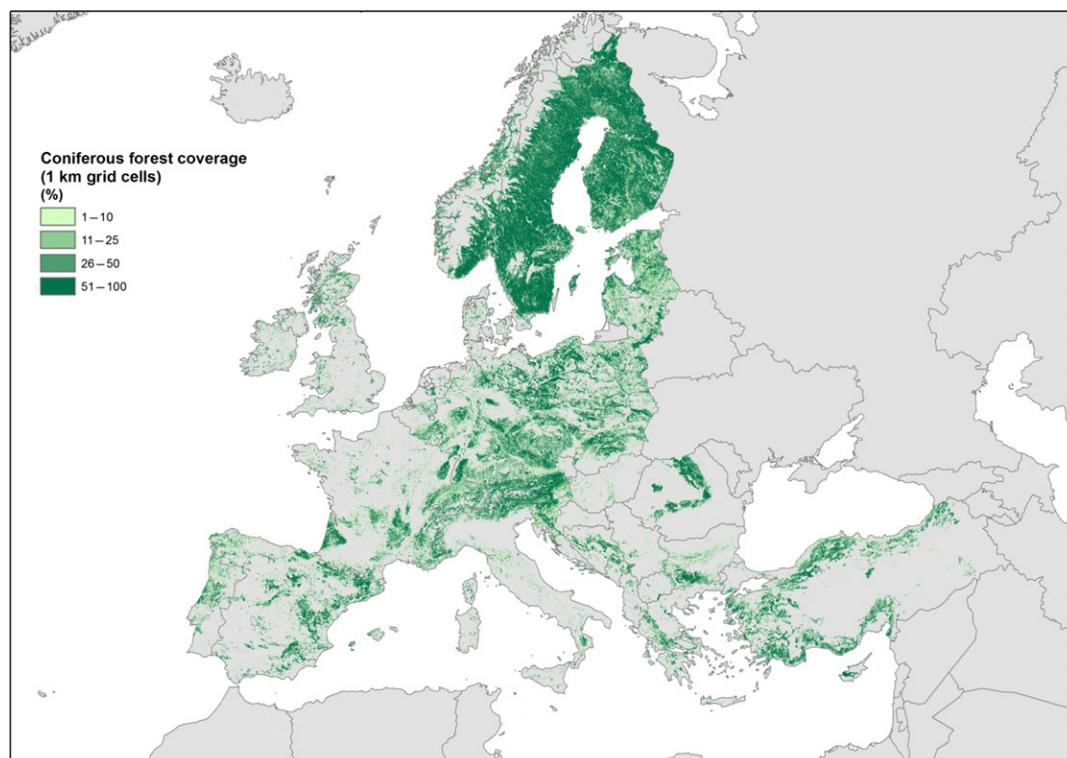 Coniferous forest coverage
(1 km grid cells)
(%)
1—10
11—25
26—50
51—100